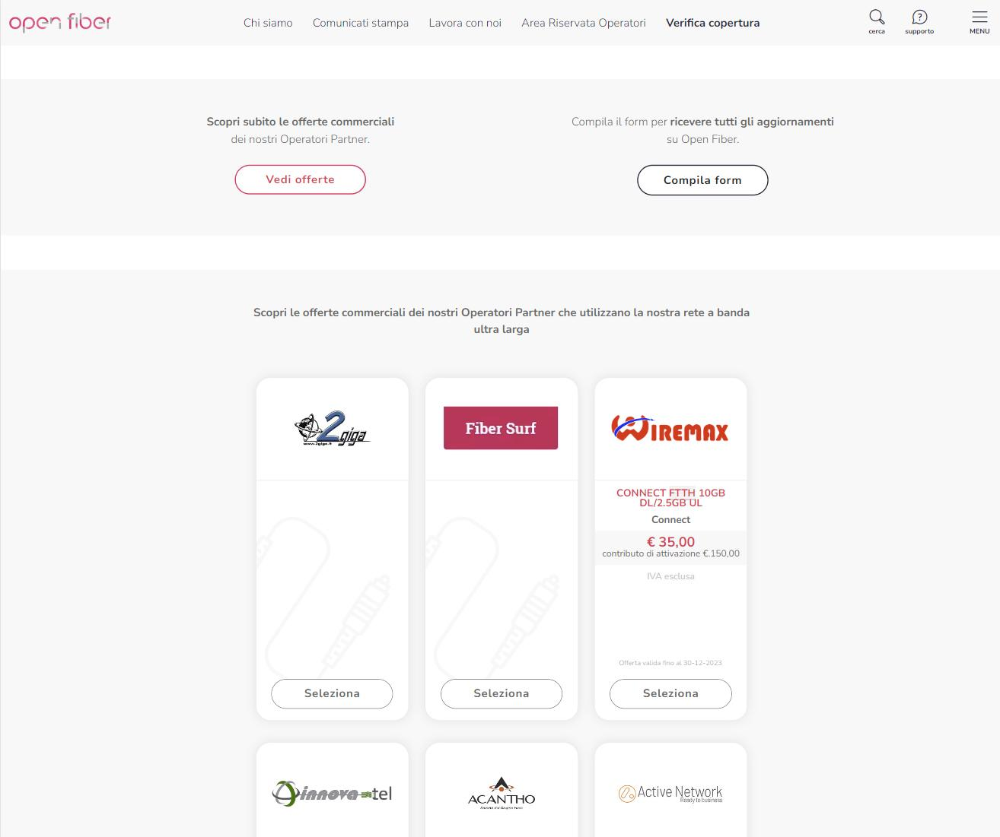 open fiber
Chi siamo
Comunicati stampa
Lavora con noi
Area Riservata Operatori
Verifica copertura
cerca
supporto
MENU
Scopri subito le offerte commerciali
dei nostri Operatori Partner.
Vedi offerte
Compila il form per ricevere tutti gli aggiornamenti
su Open Fiber.
Compila form
Scopri le offerte commerciali dei nostri Operatori Partner che utilizzano la nostra rete a banda
ultra larga
2giga
www.2giga.it
Seleziona
Fiber Surf
Seleziona
WIREMAX
CONNECT FTTH 10GB
DL/2.5GB UL
Connect
€ 35,00
contributo di attivazione €.150,00
IVA esclusa
Offerta valida fino al 30-12-2023
Seleziona
innova tel
ACANTHO
Active Network
Ready to business